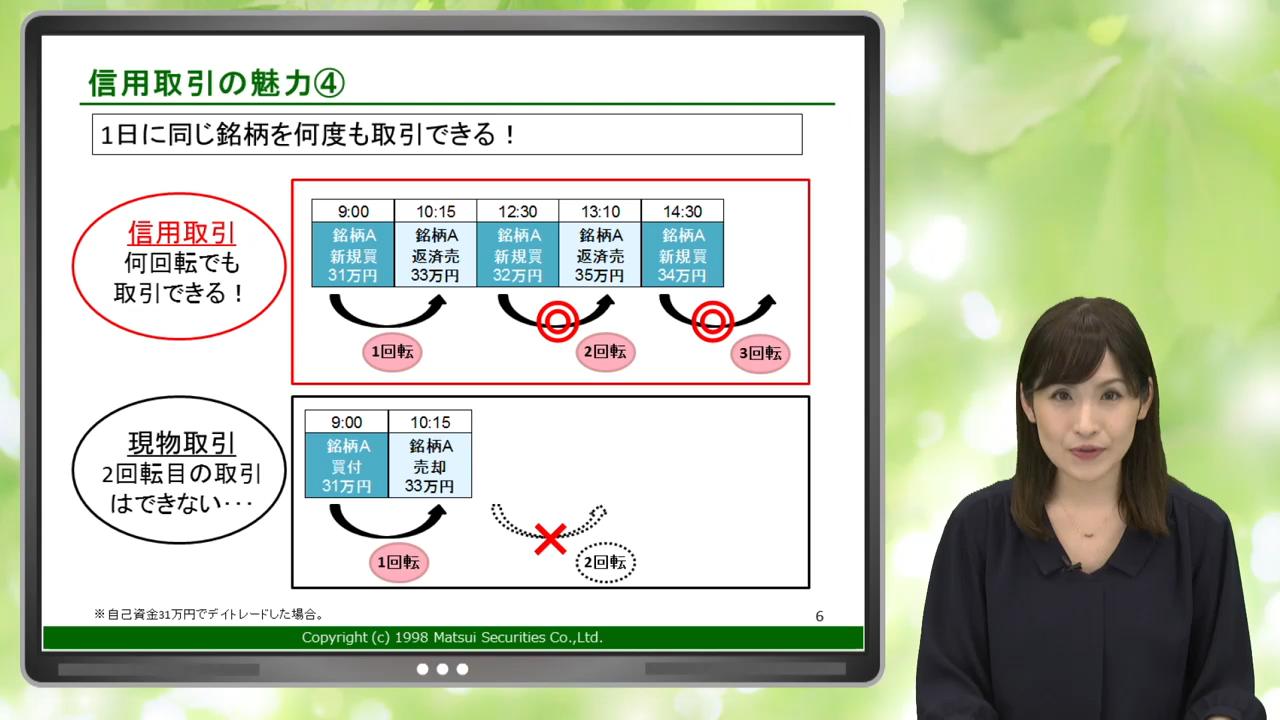 信用取引の魅力④
1日に同じ銘柄を何度も取引できる！
信用取引
何回転でも
取引できる！
9:00 10:15 12:30 13:10 14:30
銘柄A 銘柄A 銘柄A 銘柄A 銘柄A
新規買 返済売 新規買 返済売 新規買
31万円 33万円 32万円 35万円 34万円
1回転 2回転 3回転
現物取引
2回転目の取引
はできない･･･
9:00 10:15
銘柄A 銘柄A
買付 売却
31万円 33万円
1回転 2回転
※自己資金31万円でデイトレードした場合。
6
Copyright (c) 1998 Matsui Securities Co.,Ltd.